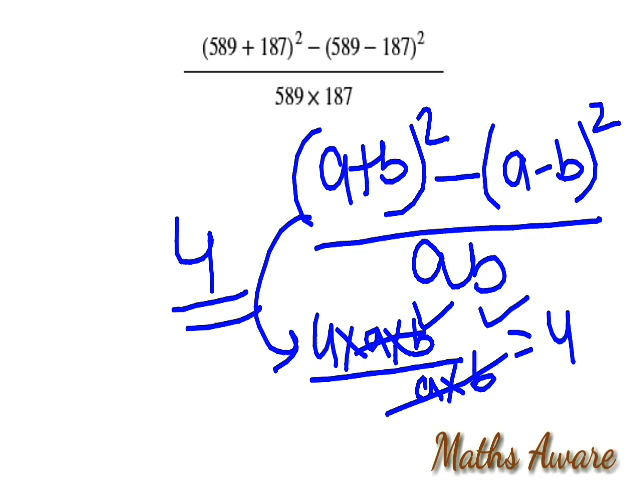 (589 + 187)² − (589 − 187)²
589 × 187
(a+b)² − (a-b)²
ab
4
4×a×b
a×b
= 4
Maths Aware